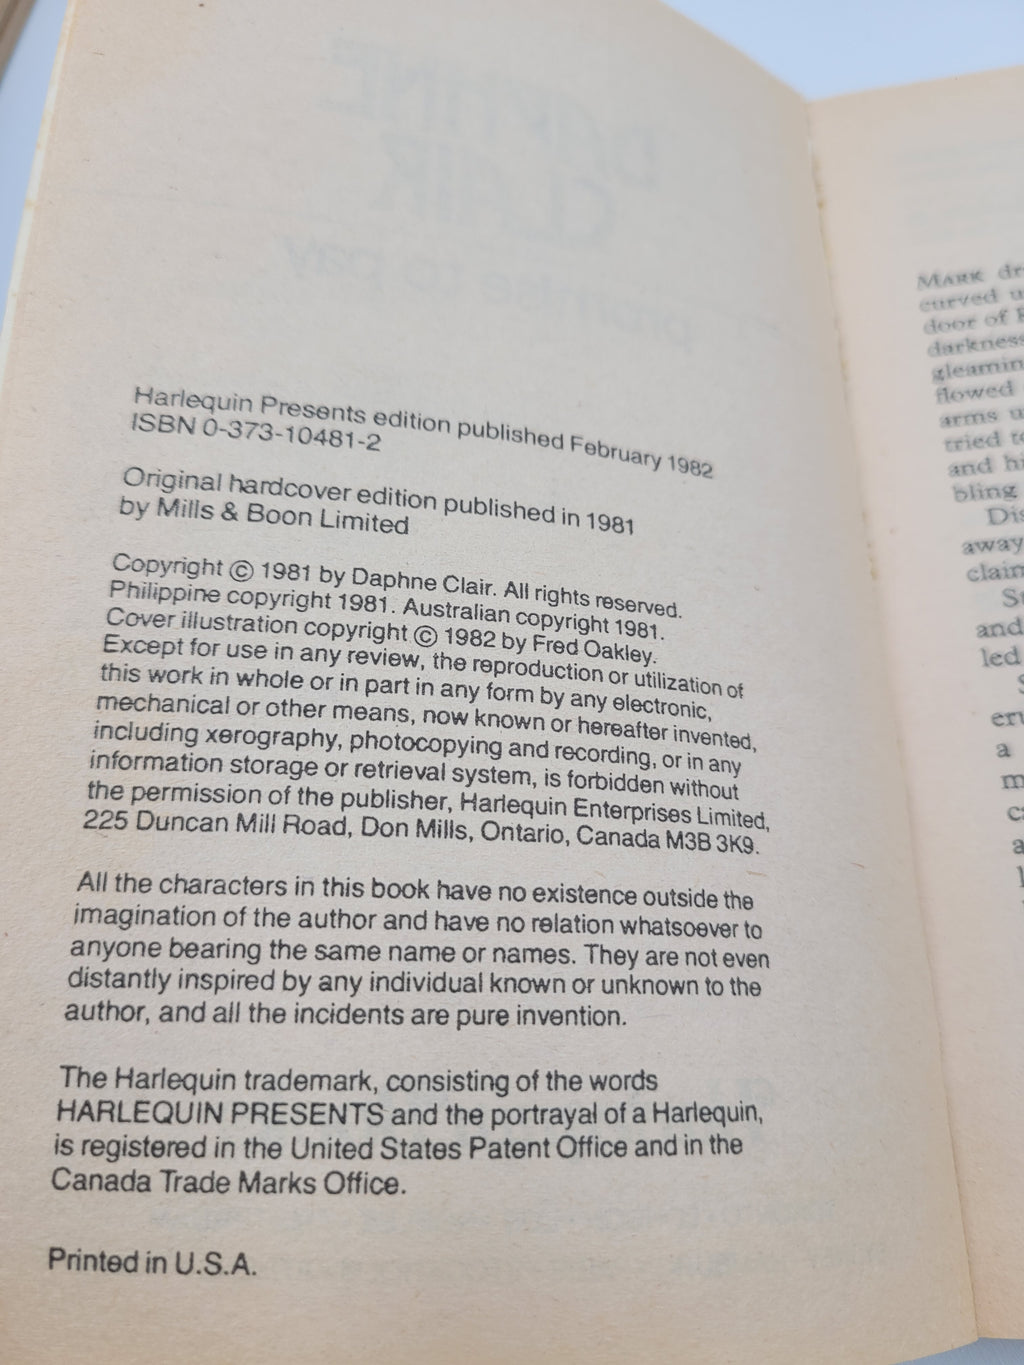 Harlequin Presents edition published February 1982
ISBN 0-373-10481-2
Original hardcover edition published in 1981
by Mills & Boon Limited
Copyright © 1981 by Daphne Clair. All rights reserved.
Philippine copyright 1981. Australian copyright 1981.
Cover illustration copyright © 1982 by Fred Oakley.
Except for use in any review, the reproduction or utilization of
this work in whole or in part in any form by any electronic,
mechanical or other means, now known or hereafter invented,
including xerography, photocopying and recording, or in any
information storage or retrieval system, is forbidden without
the permission of the publisher, Harlequin Enterprises Limited,
225 Duncan Mill Road, Don Mills, Ontario, Canada M3B 3K9.
All the characters in this book have no existence outside the
imagination of the author and have no relation whatsoever to
anyone bearing the same name or names. They are not even
distantly inspired by any individual known or unknown to the
author, and all the incidents are pure invention.
The Harlequin trademark, consisting of the words
HARLEQUIN PRESENTS and the portrayal of a Harlequin,
is registered in the United States Patent Office and in the
Canada Trade Marks Office.
Printed in U.S.A.
MARK
curved
door of
darkness
gleamin
flowed
arms
tried
and
bling
away
claim
and
led
a